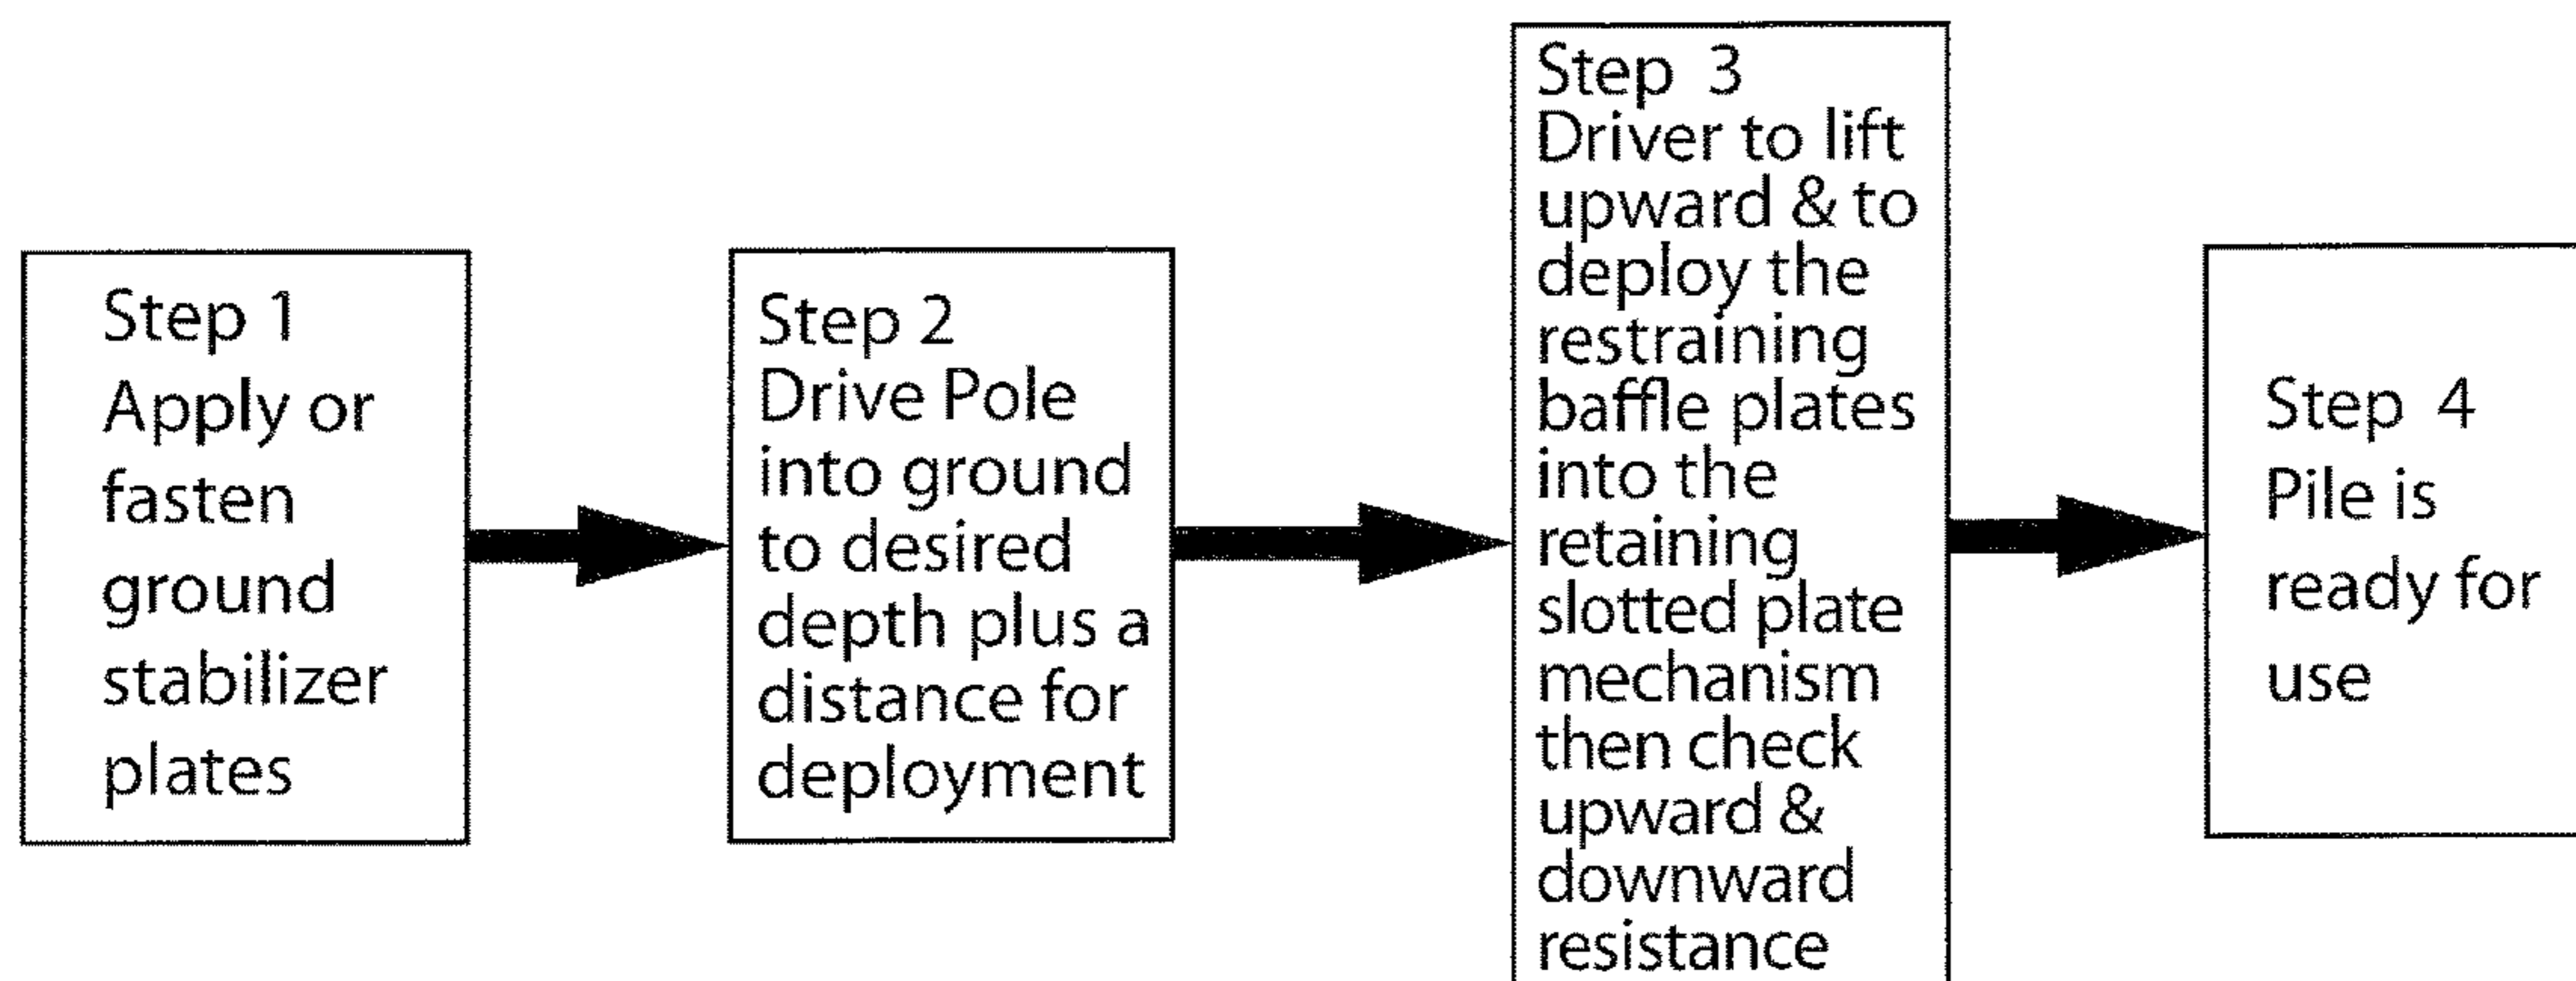 Step 1
Apply or
fasten
ground
stabilizer
plates
Step 2
Drive Pole
into ground
to desired
depth plus a
distance for
deployment
Step 3
Driver to lift
upward & to
deploy the
restraining
baffle plates
into the
retaining
slotted plate
mechanism
then check
upward &
downward
resistance
Step 4
Pile is
ready for
use